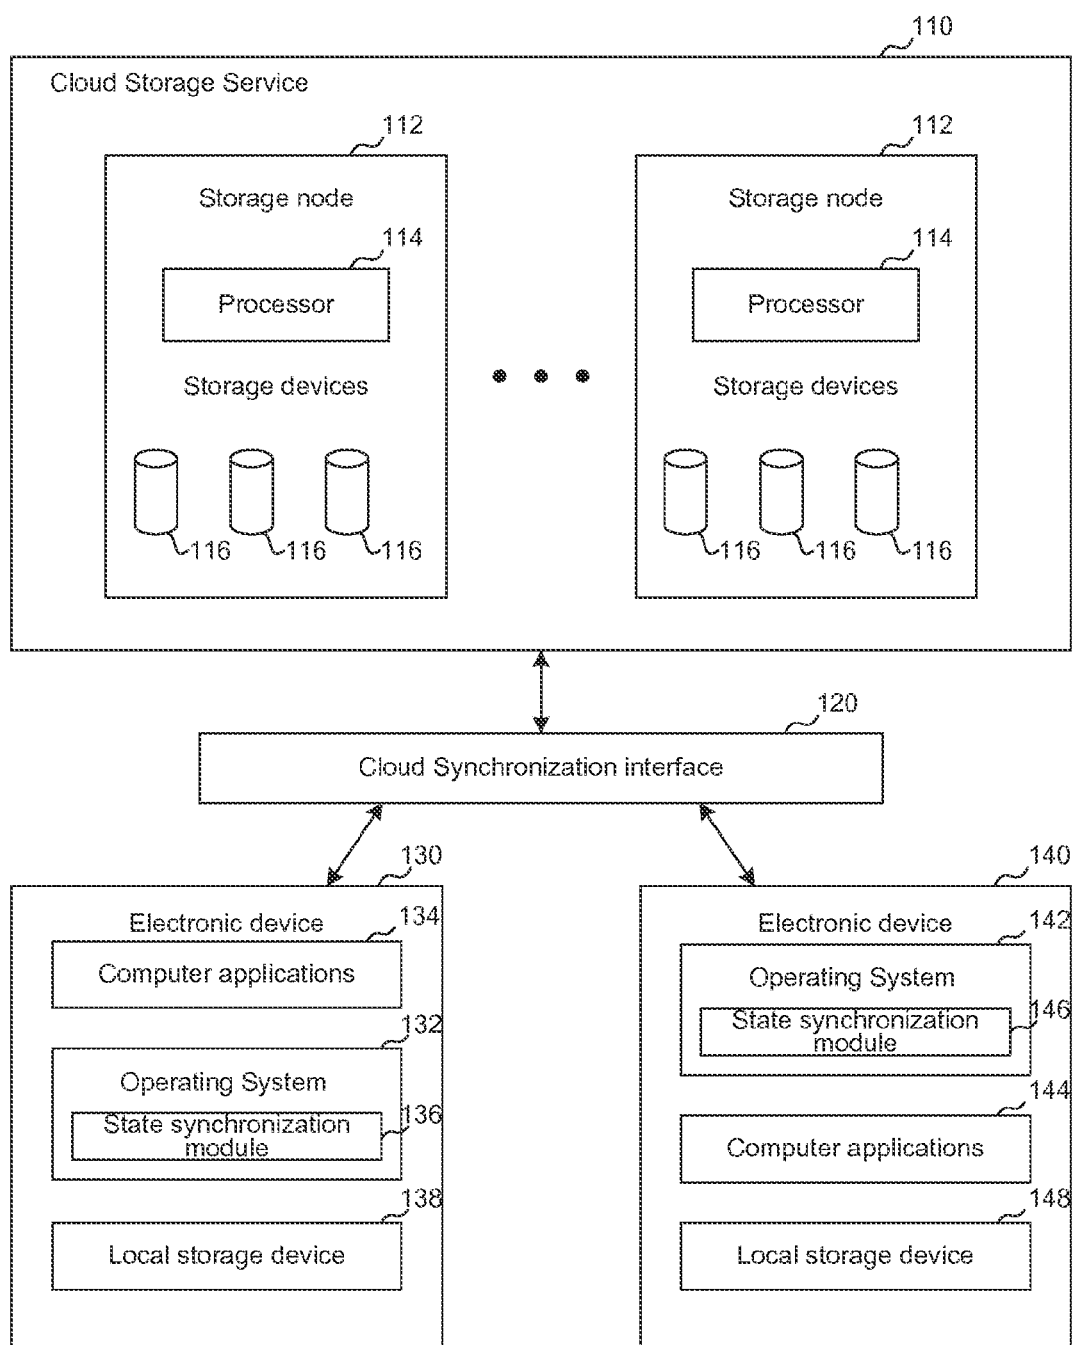 110
Cloud Storage Service
112
112
Storage node
Storage node
114
114
Processor
Processor
Storage devices
Storage devices
116
116
116
116
116
116
120
Cloud Synchronization interface
130
Electronic device
134
Computer applications
132
Operating System
State synchronization
module
136
138
Local storage device
140
Electronic device
142
Operating System
State synchronization
module
146
144
Computer applications
148
Local storage device